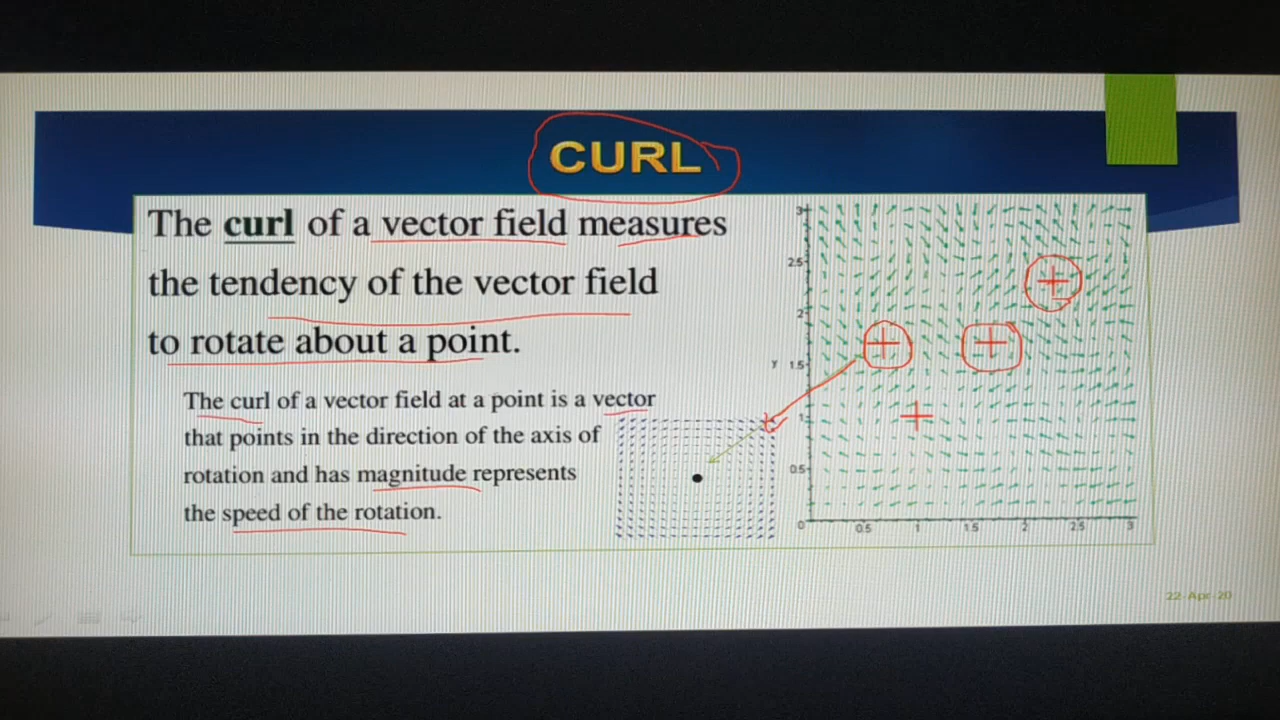 CURL
The curl of a vector field measures
the tendency of the vector field
to rotate about a point.
The curl of a vector field at a point is a vector
that points in the direction of the axis of
rotation and has magnitude represents
the speed of the rotation.
3
2.5
2
y 1.5
1
0.5
0 0.5 1 1.5 2 2.5 3
22-Apr-20